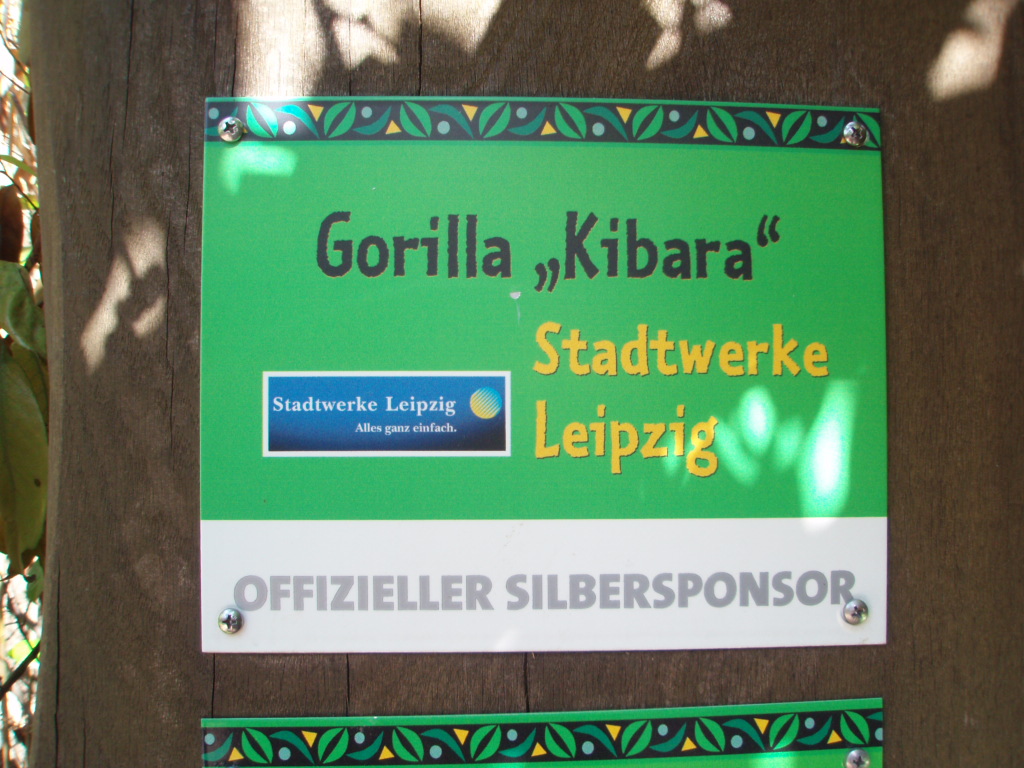 Gorilla „Kibara“
Stadtwerke
Leipzig
Stadtwerke Leipzig
Alles ganz einfach.
OFFIZIELLER SILBERSPONSOR